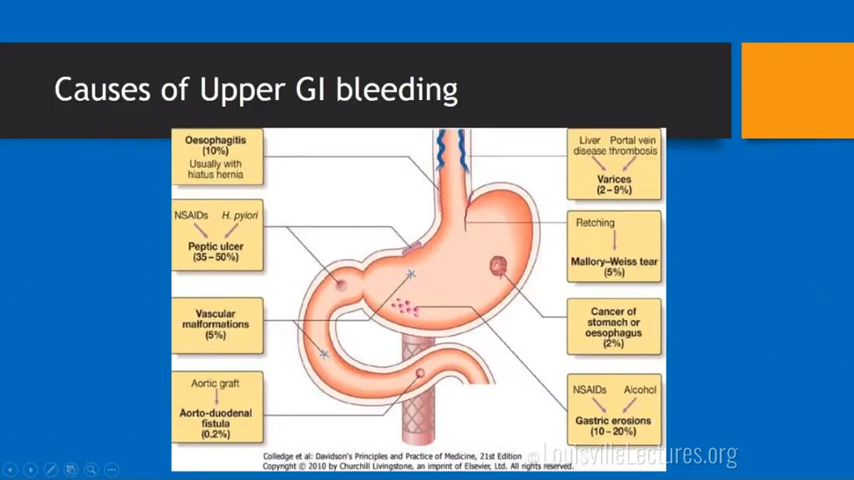 Causes of Upper GI bleeding
Oesophagitis
(10%)
Usually with
hiatus hernia
NSAIDs H. pylori
Peptic ulcer
(35–50%)
Vascular
malformations
(5%)
Aortic graft
Aorto-duodenal
fistula
(0.2%)
Liver Portal vein
disease thrombosis
Varices
(2–9%)
Retching
Mallory–Weiss tear
(5%)
Cancer of
stomach or
oesophagus
(2%)
NSAIDs Alcohol
Gastric erosions
(10–20%)
Colledge et al: Davidson's Principles and Practice of Medicine, 21st Edition
Copyright © 2010 by Churchill Livingstone, an imprint of Elsevier, Ltd. All rights reserved.
©LouisvilleLectures.org